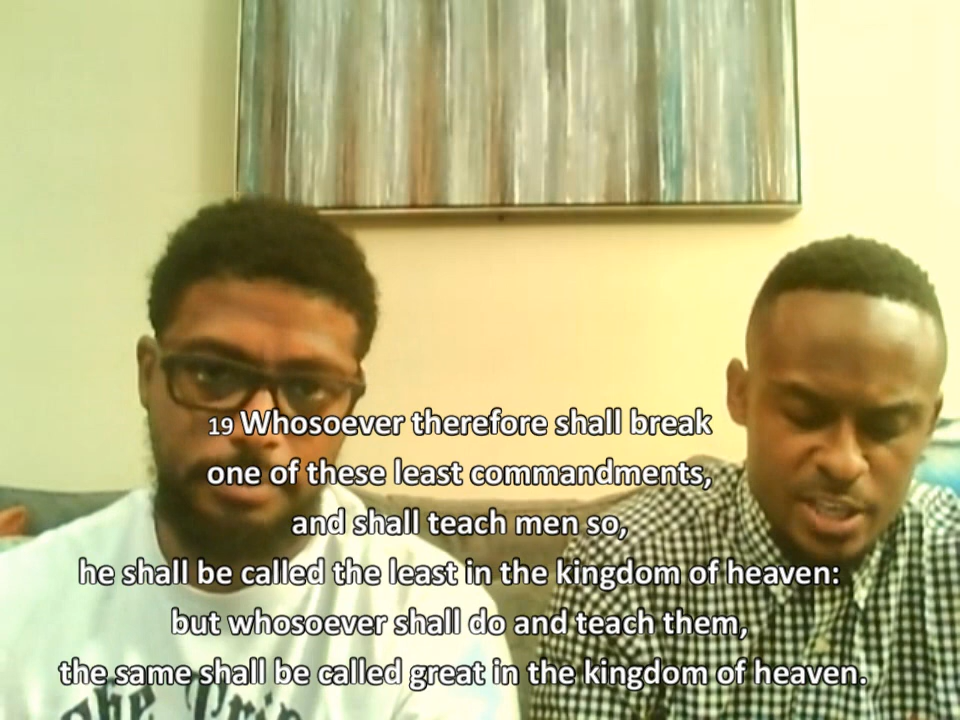 19 Whosoever therefore shall break
one of these least commandments,
and shall teach men so,
he shall be called the least in the kingdom of heaven:
but whosoever shall do and teach them,
the same shall be called great in the kingdom of heaven.
The